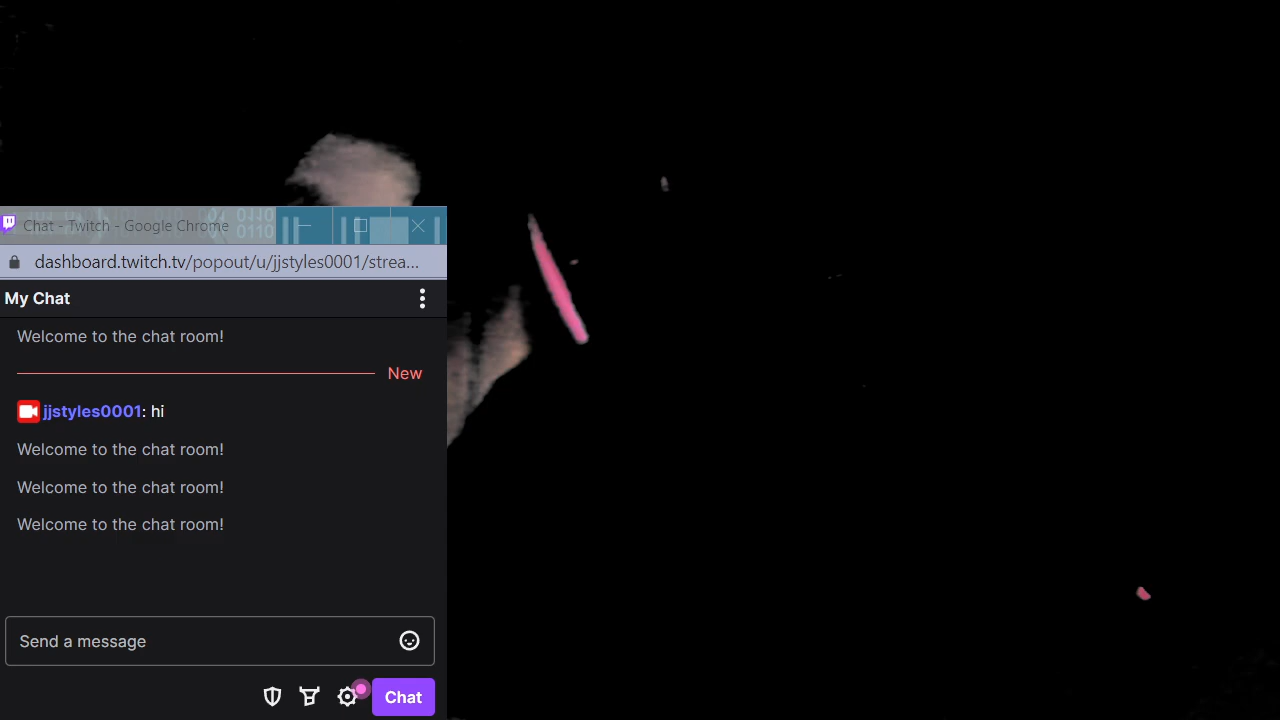 Chat - Twitch - Google Chrome
dashboard.twitch.tv/popout/u/jjstyles0001/strea...
My Chat
Welcome to the chat room!
New
jjstyles0001: hi
Welcome to the chat room!
Welcome to the chat room!
Welcome to the chat room!
Send a message
Chat